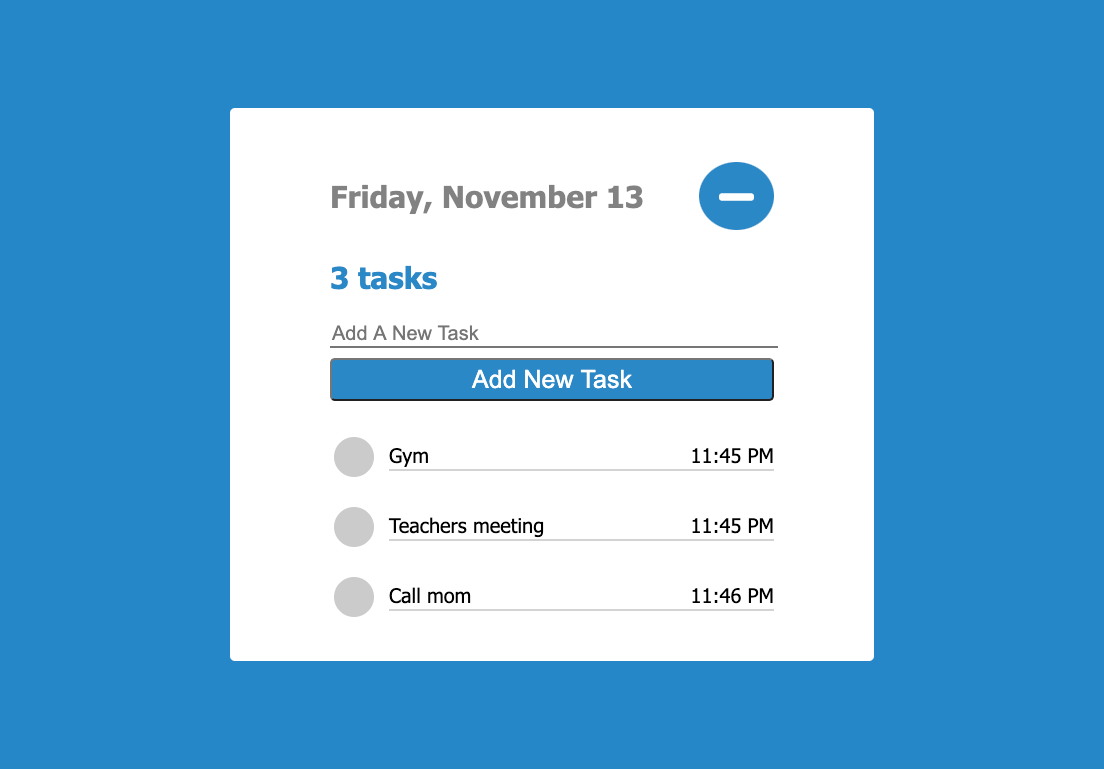 Friday, November 13
3 tasks
Add A New Task
Add New Task
Gym 11:45 PM
Teachers meeting 11:45 PM
Call mom 11:46 PM